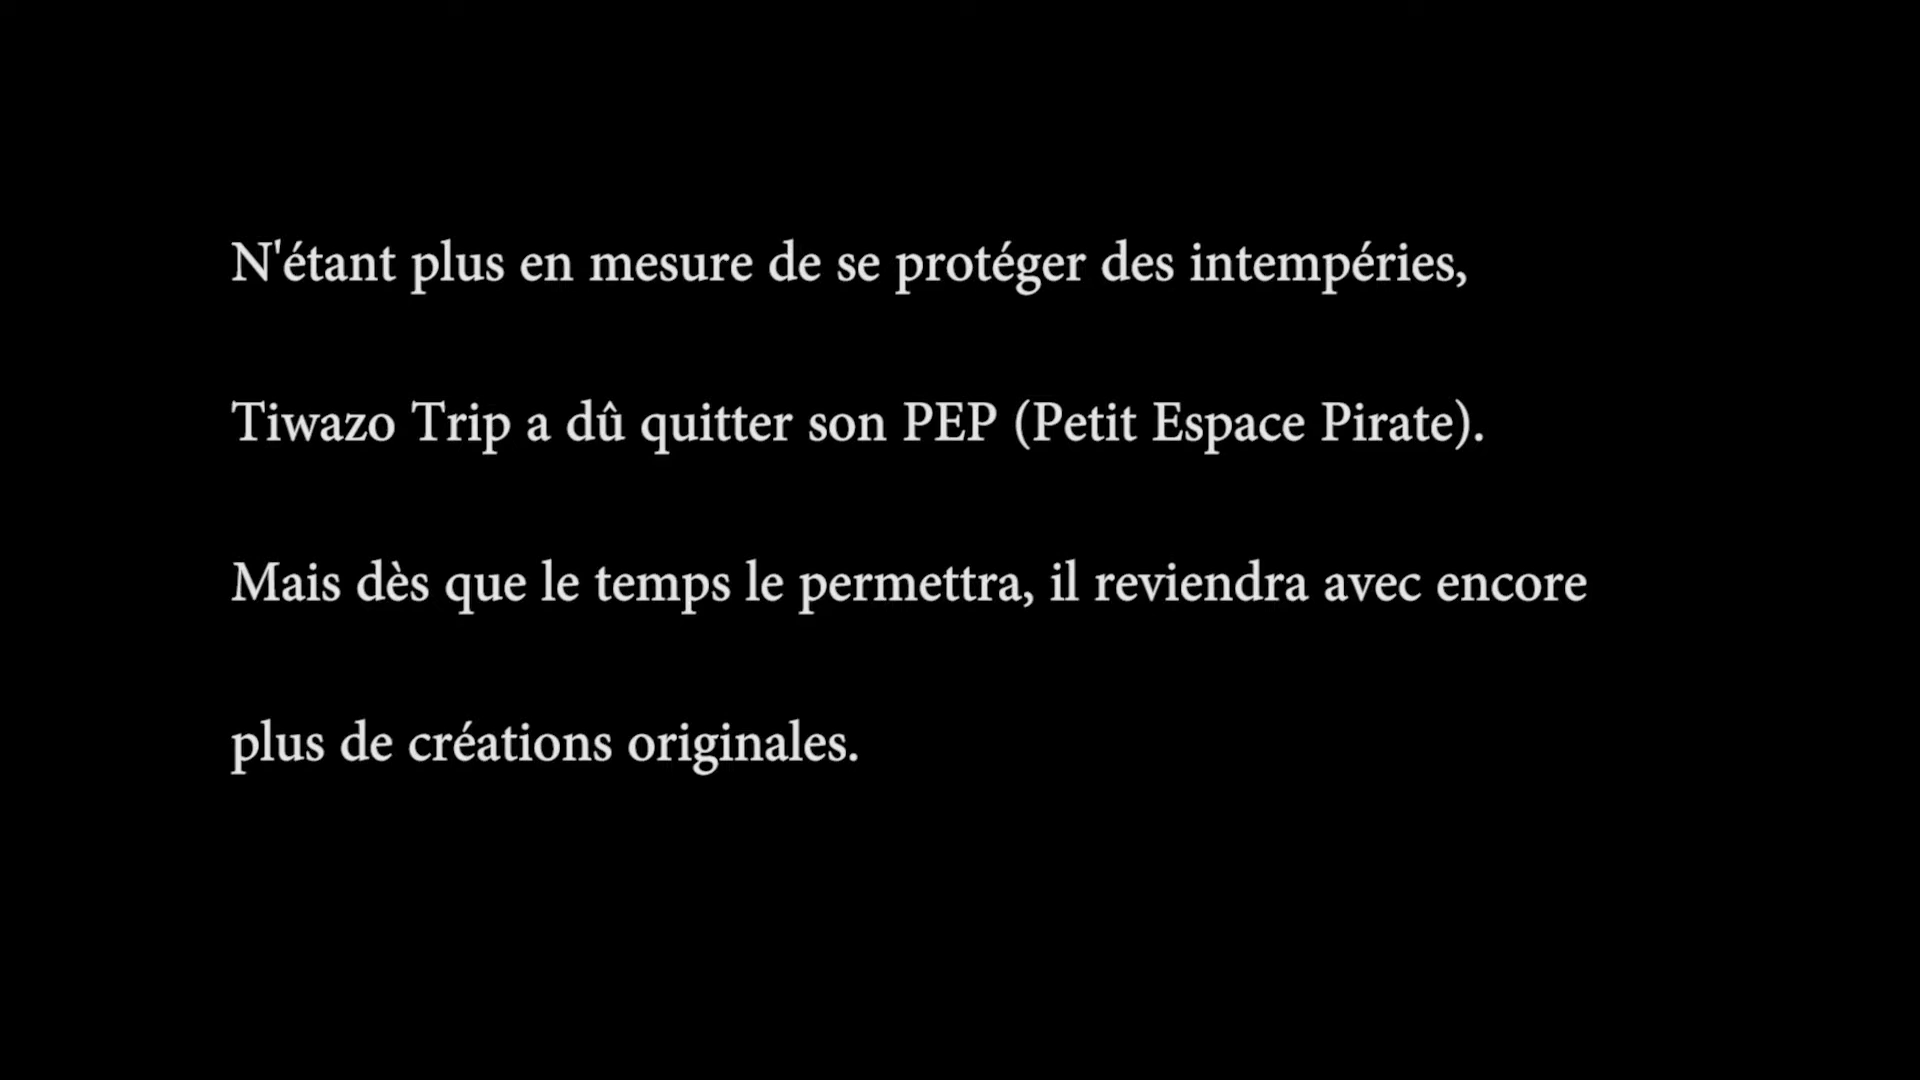 N'étant plus en mesure de se protéger des intempéries,
Tiwazo Trip a dû quitter son PEP (Petit Espace Pirate).
Mais dès que le temps le permettra, il reviendra avec encore
plus de créations originales.